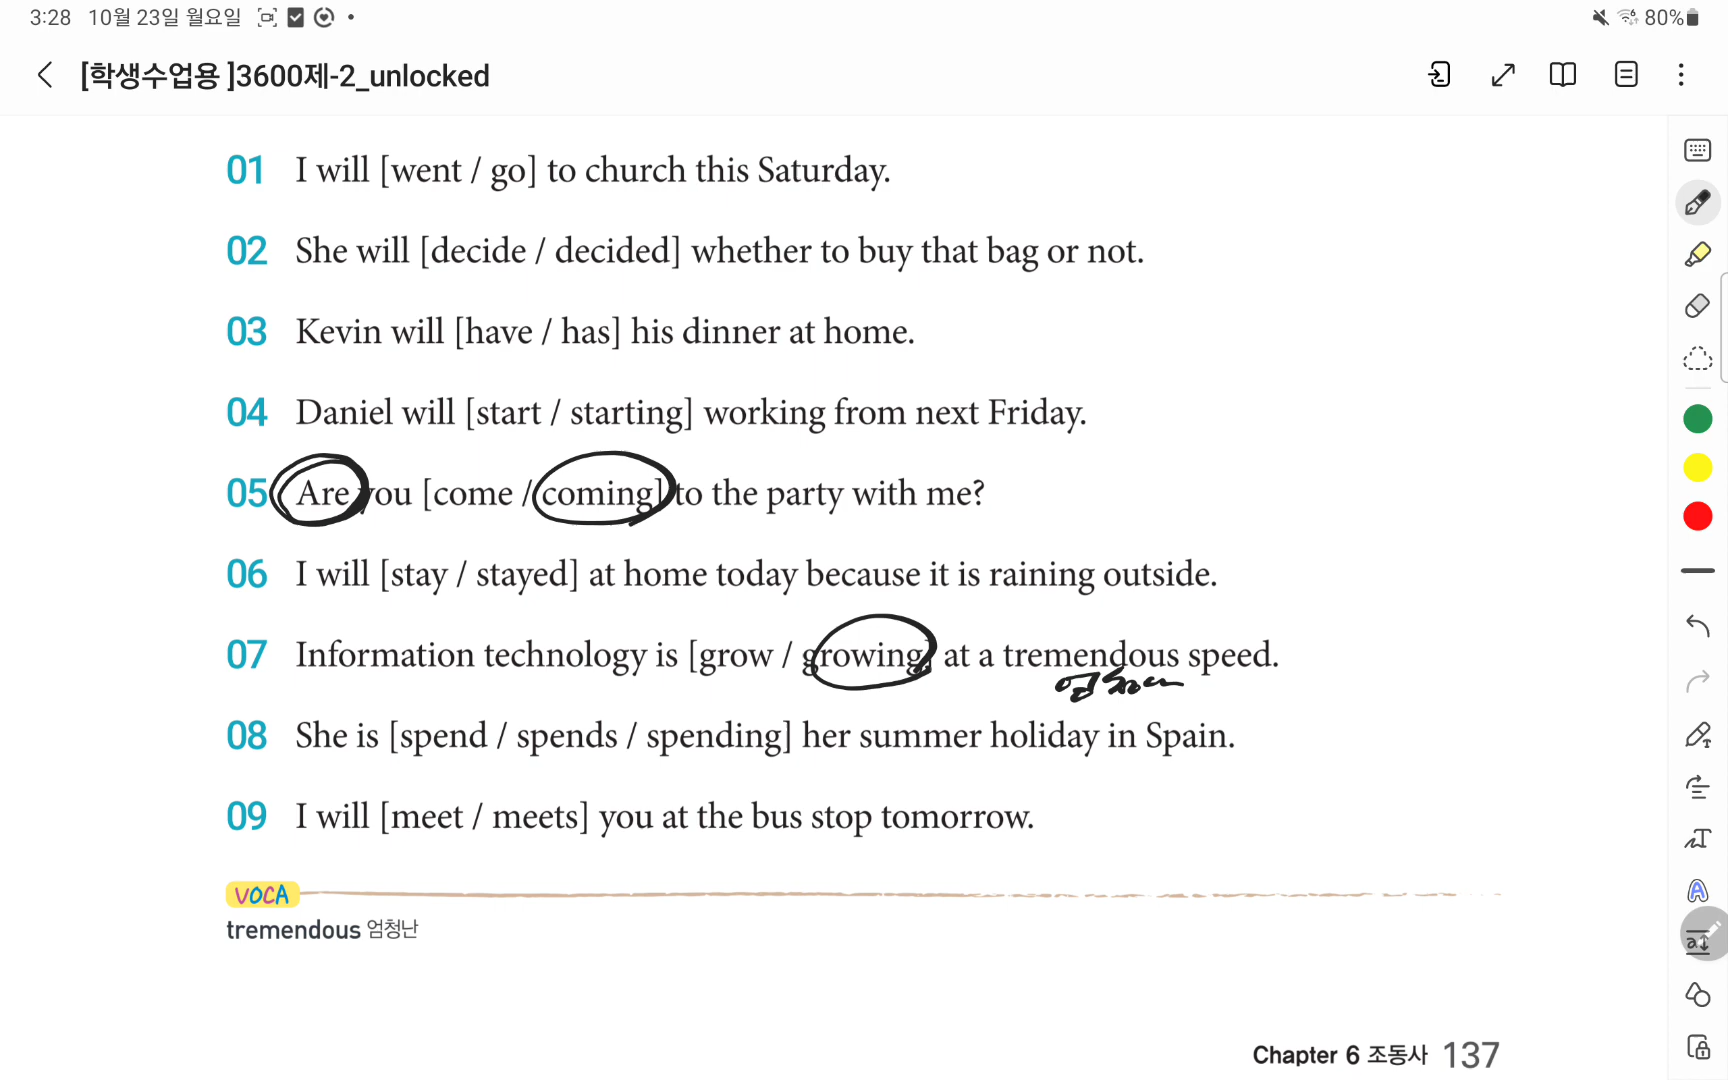 3:28 10월 23일 월요일
80%
[학생수업용 ]3600제-2_unlocked
01 I will [went / go] to church this Saturday.
02 She will [decide / decided] whether to buy that bag or not.
03 Kevin will [have / has] his dinner at home.
04 Daniel will [start / starting] working from next Friday.
05 Are you [come / coming] to the party with me?
06 I will [stay / stayed] at home today because it is raining outside.
07 Information technology is [grow / growing] at a tremendous speed.
08 She is [spend / spends / spending] her summer holiday in Spain.
09 I will [meet / meets] you at the bus stop tomorrow.
VOCA
tremendous 엄청난
Chapter 6 조동사 137